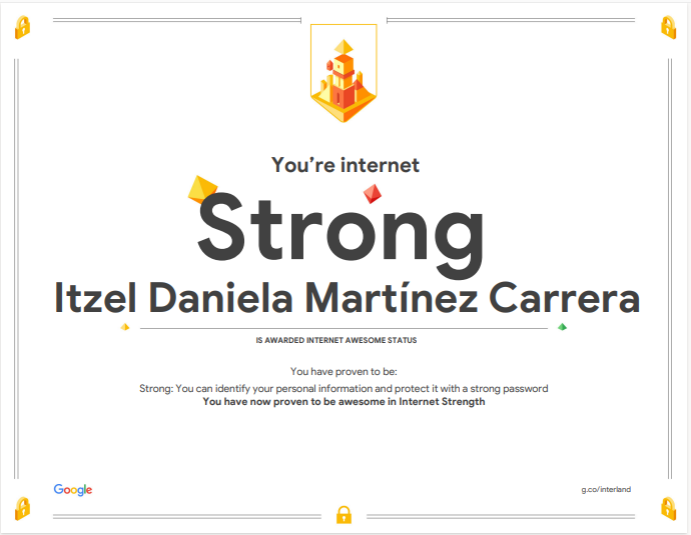 You’re internet
Strong
Itzel Daniela Martínez Carrera
IS AWARDED INTERNET AWESOME STATUS
You have proven to be:
Strong: You can identify your personal information and protect it with a strong password
You have now proven to be awesome in Internet Strength
Google
g.co/interland